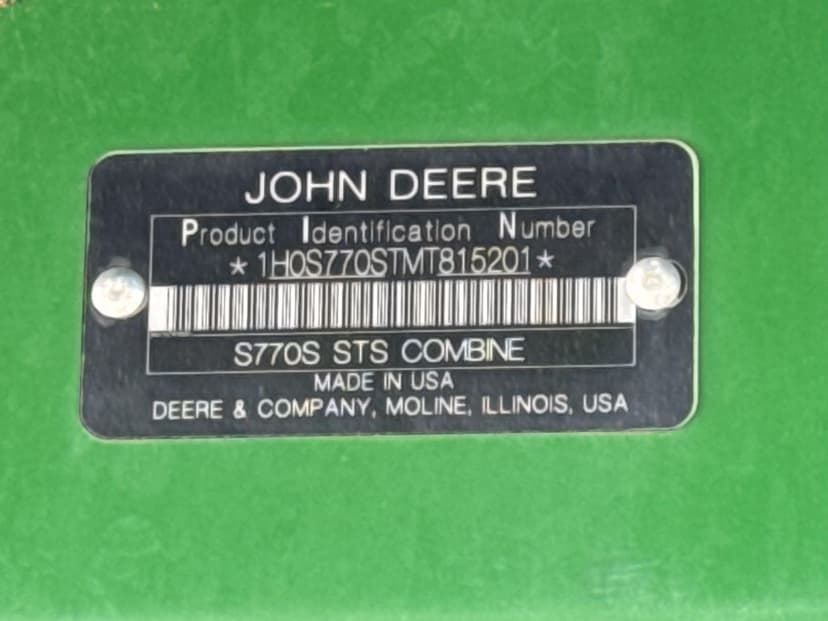 JOHN DEERE
Product Identification Number
*1H0S770STMT815201*
S770S STS COMBINE
MADE IN USA
DEERE & COMPANY, MOLINE, ILLINOIS, USA